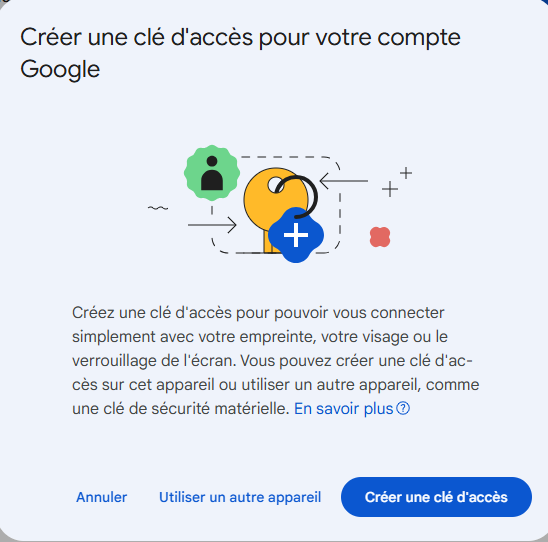 Créer une clé d'accès pour votre compte
Google
Créez une clé d'accès pour pouvoir vous connecter
simplement avec votre empreinte, votre visage ou le
verrouillage de l'écran. Vous pouvez créer une clé d'ac-
cès sur cet appareil ou utiliser un autre appareil, comme
une clé de sécurité matérielle. En savoir plus
Annuler
Utiliser un autre appareil
Créer une clé d'accès